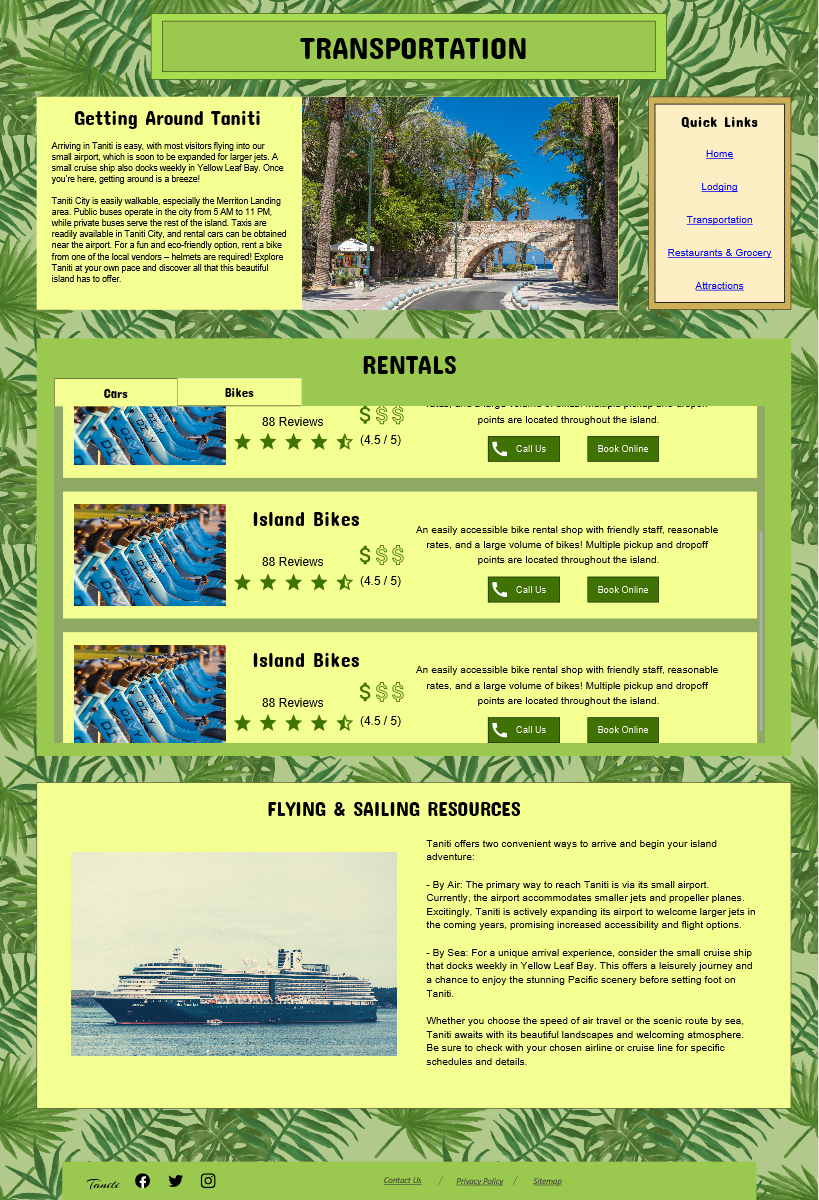 TRANSPORTATION
Getting Around Taniti
Arriving in Taniti is easy, with most visitors flying into our
small airport, which is soon to be expanded for larger jets. A
small cruise ship also docks weekly in Yellow Leaf Bay. Once
you're here, getting around is a breeze!
Taniti City is easily walkable, especially the Merriton Landing
area. Public buses operate in the city from 5 AM to 11 PM,
while private buses serve the rest of the island. Taxis are
readily available in Taniti City, and rental cars can be obtained
near the airport. For a fun and eco-friendly option, rent a bike
from one of the local vendors – helmets are required! Explore
Taniti at your own pace and discover all that this beautiful
island has to offer.
Quick Links
Home
Lodging
Transportation
Restaurants & Grocery
Attractions
RENTALS
Cars
Bikes
88 Reviews
$$$
(4.5 / 5)
rates, and a large volume of bikes! Multiple pickup and dropoff
points are located throughout the island.
Call Us
Book Online
Island Bikes
88 Reviews
$$$
(4.5 / 5)
An easily accessible bike rental shop with friendly staff, reasonable
rates, and a large volume of bikes! Multiple pickup and dropoff
points are located throughout the island.
Call Us
Book Online
Island Bikes
88 Reviews
$$$
(4.5 / 5)
An easily accessible bike rental shop with friendly staff, reasonable
rates, and a large volume of bikes! Multiple pickup and dropoff
points are located throughout the island.
Call Us
Book Online
FLYING & SAILING RESOURCES
Taniti offers two convenient ways to arrive and begin your island
adventure:
- By Air: The primary way to reach Taniti is via its small airport.
Currently, the airport accommodates smaller jets and propeller planes.
Excitingly, Taniti is actively expanding its airport to welcome larger jets in
the coming years, promising increased accessibility and flight options.
- By Sea: For a unique arrival experience, consider the small cruise ship
that docks weekly in Yellow Leaf Bay. This offers a leisurely journey and
a chance to enjoy the stunning Pacific scenery before setting foot on
Taniti.
Whether you choose the speed of air travel or the scenic route by sea,
Taniti awaits with its beautiful landscapes and welcoming atmosphere.
Be sure to check with your chosen airline or cruise line for specific
schedules and details.
Taniti
Contact Us / Privacy Policy / Sitemap